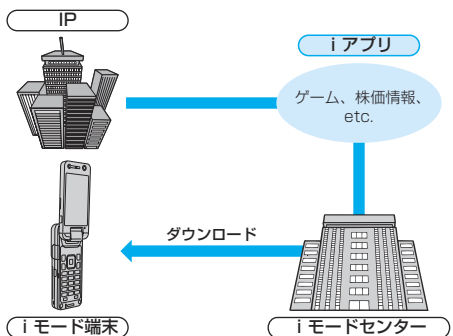 IP
iアプリ
ゲーム、株価情報、
etc.
ダウンロード
iモード端末
iモードセンター